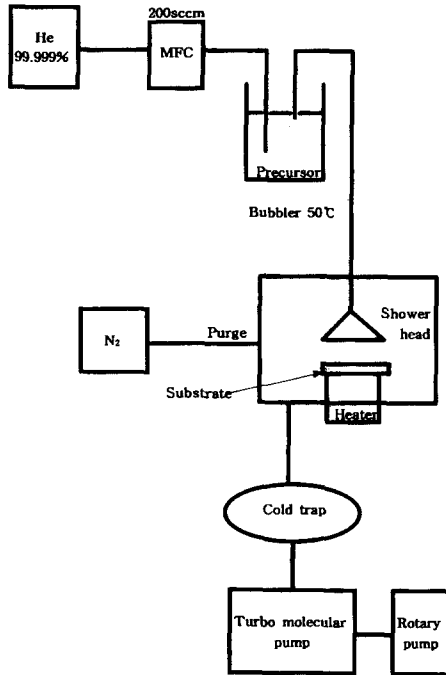 200sccm
He
99.999%
MFC
Precursor
Bubbler 50℃
Shower
head
N₂
Purge
Substrate
Heater
Cold trap
Turbo molecular
pump
Rotary
pump